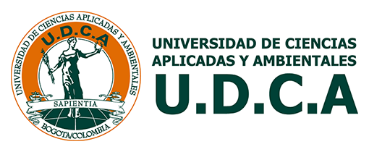 UNIVERSIDAD DE CIENCIAS APLICADAS Y AMBIENTALES
U.D.C.A
SAPIENTIA
BOGOTA/COLOMBIA
UNIVERSIDAD DE CIENCIAS
APLICADAS Y AMBIENTALES
U.D.C.A